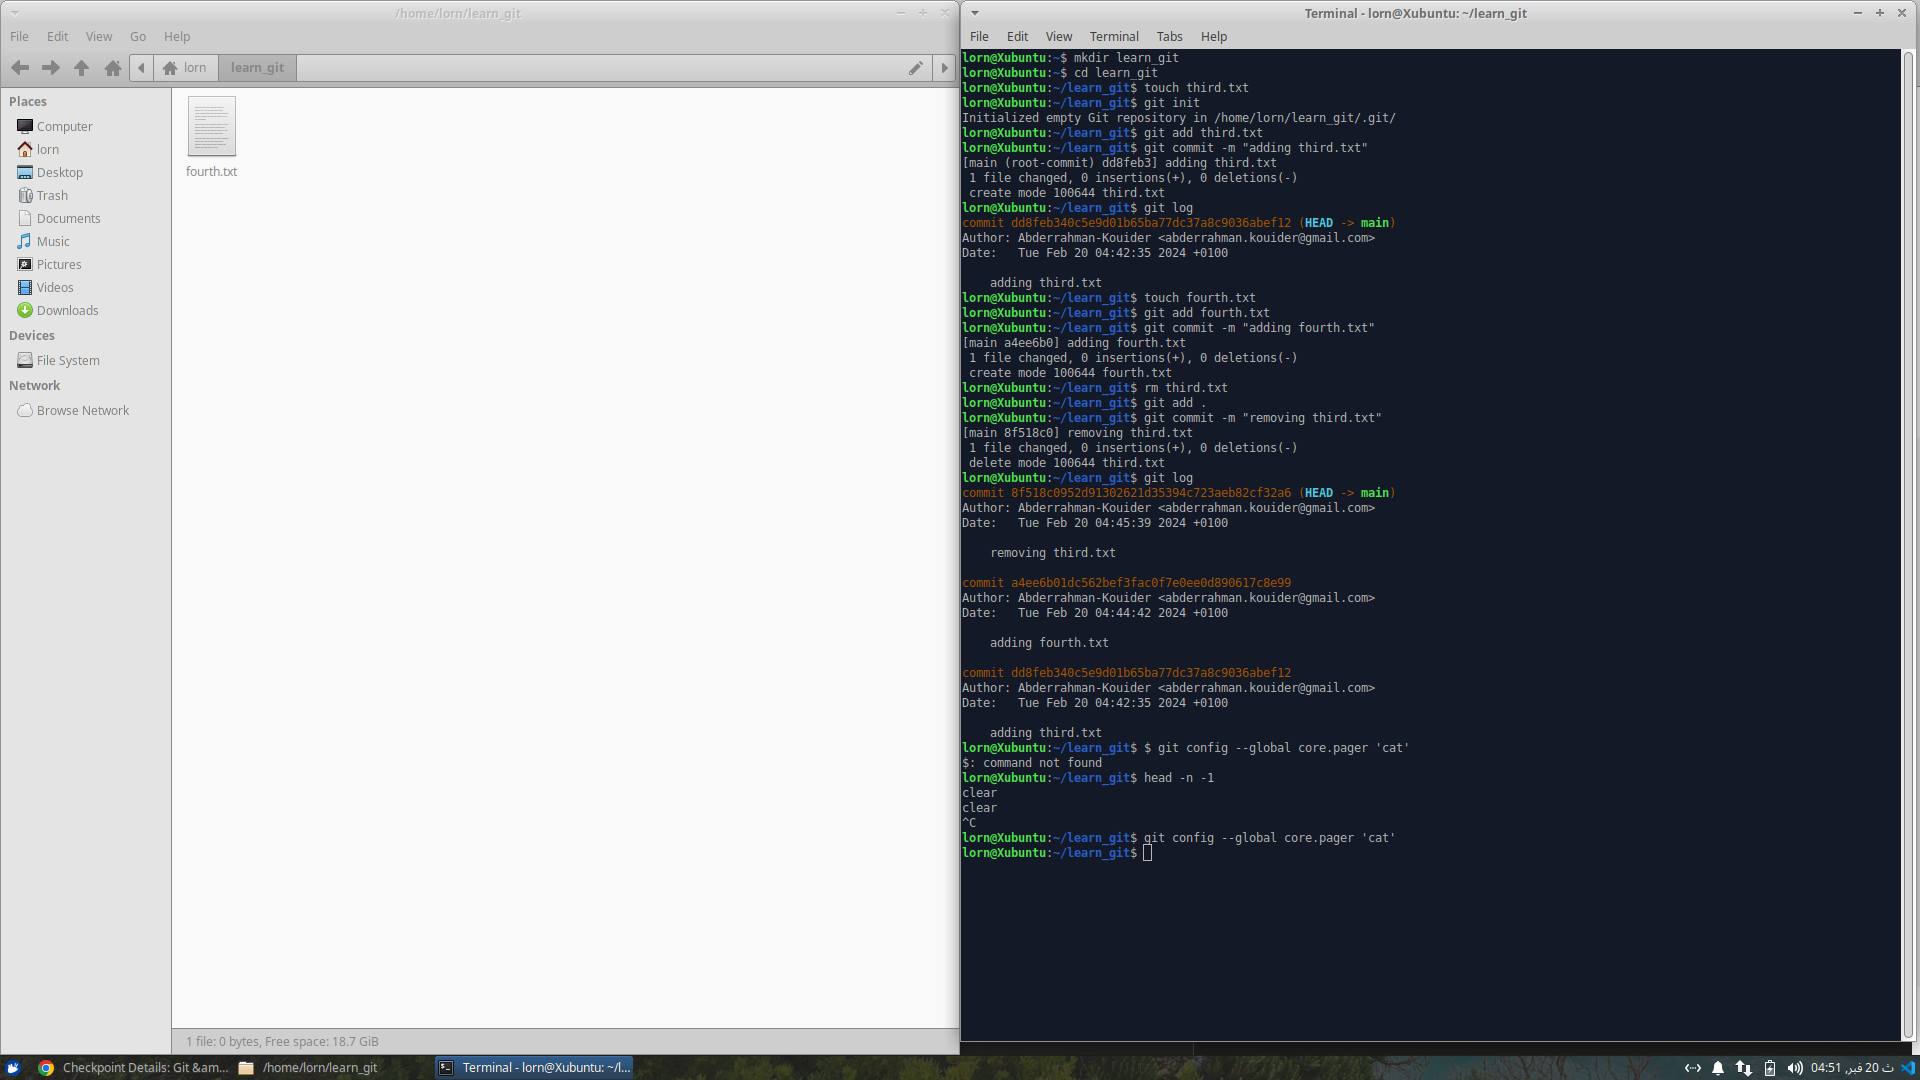 /home/lorn/learn_git
File Edit View Go Help
lorn learn_git
Places
Computer
lorn
Desktop
Trash
Documents
Music
Pictures
Videos
Downloads
Devices
File System
Network
Browse Network
fourth.txt
1 file: 0 bytes, Free space: 18.7 GiB
Terminal - lorn@Xubuntu: ~/learn_git
File Edit View Terminal Tabs Help
lorn@Xubuntu:~$ mkdir learn_git
lorn@Xubuntu:~$ cd learn_git
lorn@Xubuntu:~/learn_git$ touch third.txt
lorn@Xubuntu:~/learn_git$ git init
Initialized empty Git repository in /home/lorn/learn_git/.git/
lorn@Xubuntu:~/learn_git$ git add third.txt
lorn@Xubuntu:~/learn_git$ git commit -m "adding third.txt"
[main (root-commit) dd8feb3] adding third.txt
 1 file changed, 0 insertions(+), 0 deletions(-)
 create mode 100644 third.txt
lorn@Xubuntu:~/learn_git$ git log
commit dd8feb340c5e9d01b65ba77dc37a8c9036abef12 (HEAD -> main)
Author: Abderrahman-Kouider <abderrahman.kouider@gmail.com>
Date:   Tue Feb 20 04:42:35 2024 +0100
    adding third.txt
lorn@Xubuntu:~/learn_git$ touch fourth.txt
lorn@Xubuntu:~/learn_git$ git add fourth.txt
lorn@Xubuntu:~/learn_git$ git commit -m "adding fourth.txt"
[main a4ee6b0] adding fourth.txt
 1 file changed, 0 insertions(+), 0 deletions(-)
 create mode 100644 fourth.txt
lorn@Xubuntu:~/learn_git$ rm third.txt
lorn@Xubuntu:~/learn_git$ git add .
lorn@Xubuntu:~/learn_git$ git commit -m "removing third.txt"
[main 8f518c0] removing third.txt
 1 file changed, 0 insertions(+), 0 deletions(-)
 delete mode 100644 third.txt
lorn@Xubuntu:~/learn_git$ git log
commit 8f518c0952d91302621d35394c723aeb82cf32a6 (HEAD -> main)
Author: Abderrahman-Kouider <abderrahman.kouider@gmail.com>
Date:   Tue Feb 20 04:45:39 2024 +0100
    removing third.txt
commit a4ee6b01dc562bef3fac0f7e0ee0d890617c8e99
Author: Abderrahman-Kouider <abderrahman.kouider@gmail.com>
Date:   Tue Feb 20 04:44:42 2024 +0100
    adding fourth.txt
commit dd8feb340c5e9d01b65ba77dc37a8c9036abef12
Author: Abderrahman-Kouider <abderrahman.kouider@gmail.com>
Date:   Tue Feb 20 04:42:35 2024 +0100
    adding third.txt
lorn@Xubuntu:~/learn_git$ $ git config --global core.pager 'cat'
$: command not found
lorn@Xubuntu:~/learn_git$ head -n -1
clear
clear
^C
lorn@Xubuntu:~/learn_git$ git config --global core.pager 'cat'
lorn@Xubuntu:~/learn_git$
Checkpoint Details: Git &am... /home/lorn/learn_git Terminal - lorn@Xubuntu: ~/l... ث 20 فبر, 04:51